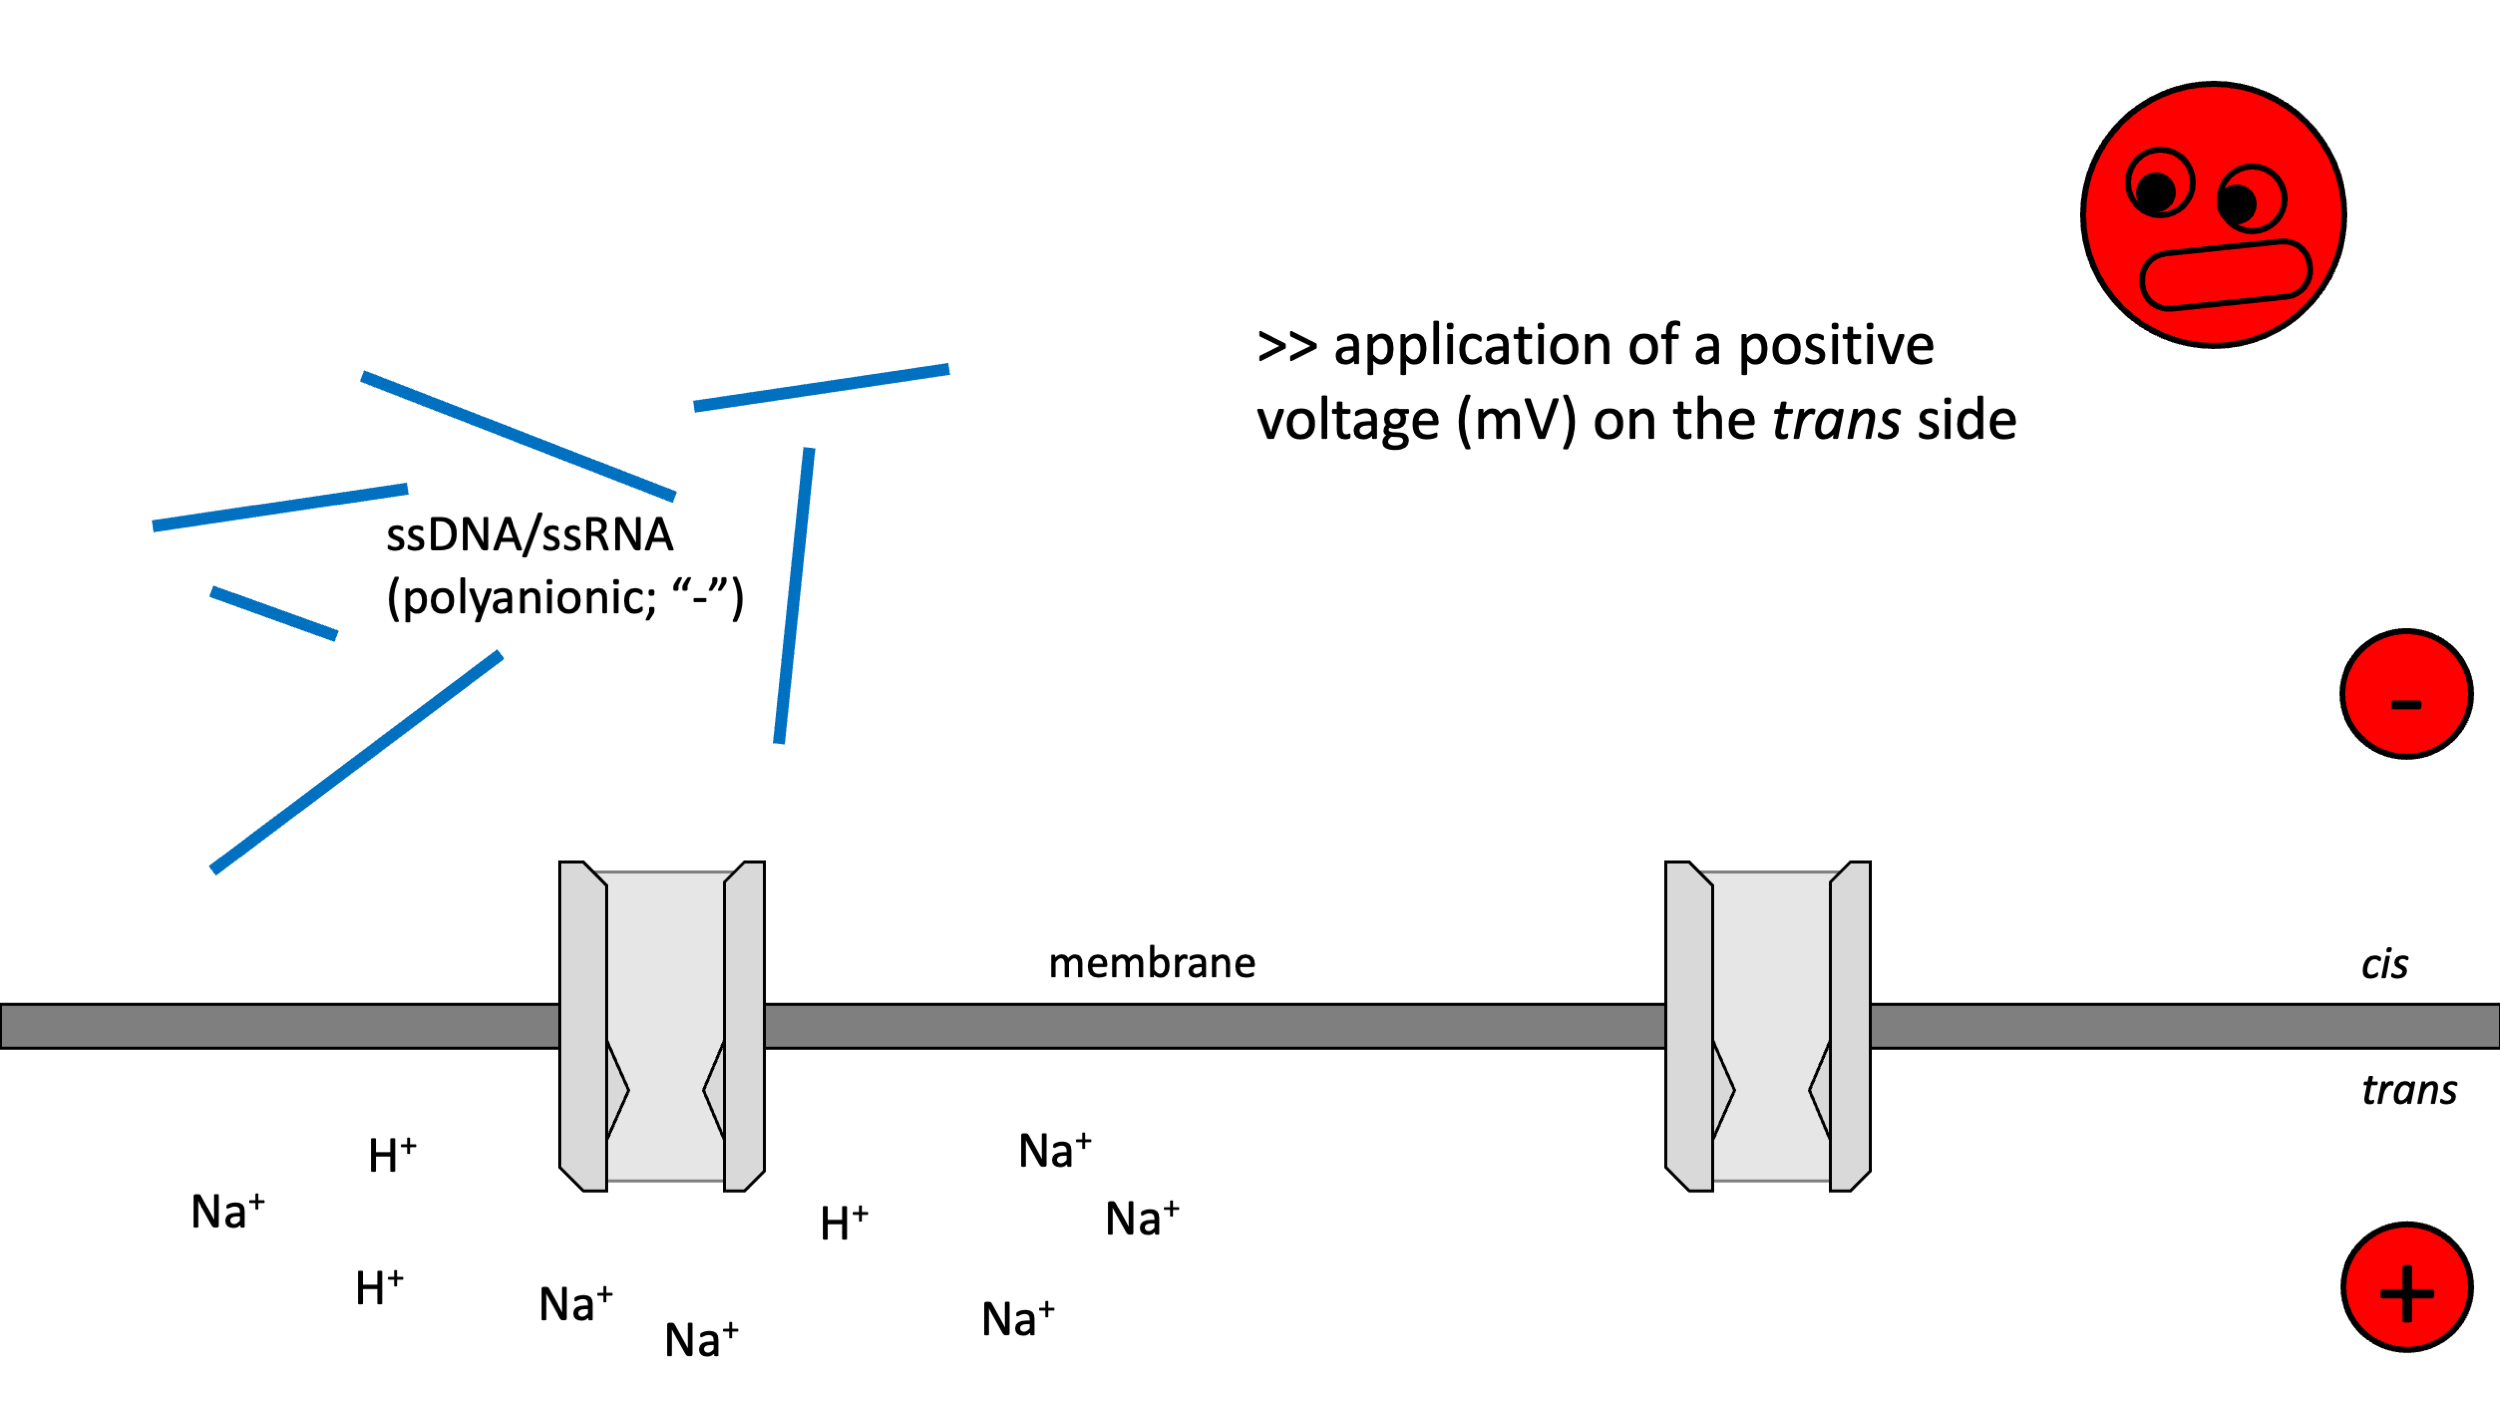 >> application of a positive
voltage (mV) on the trans side
ssDNA/ssRNA
(polyanionic; “-”)
-
membrane
cis
trans
H⁺
Na⁺
Na⁺
H⁺
Na⁺
H⁺
Na⁺
Na⁺
Na⁺
+